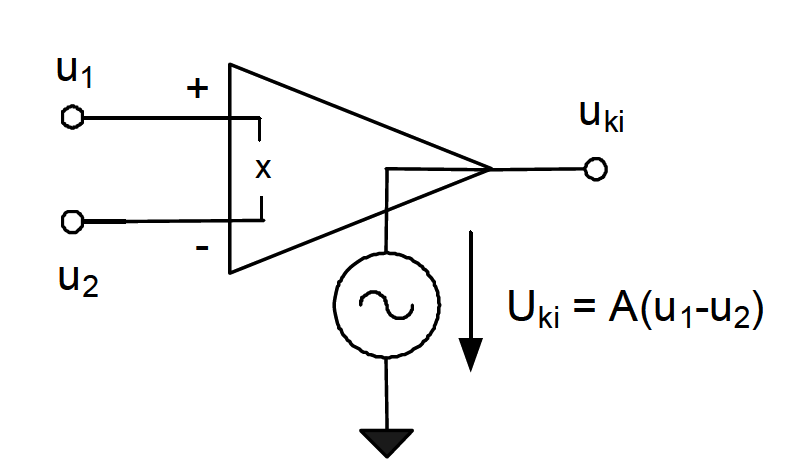 u1
+
uki
x
-
u2
Uki = A(u1-u2)